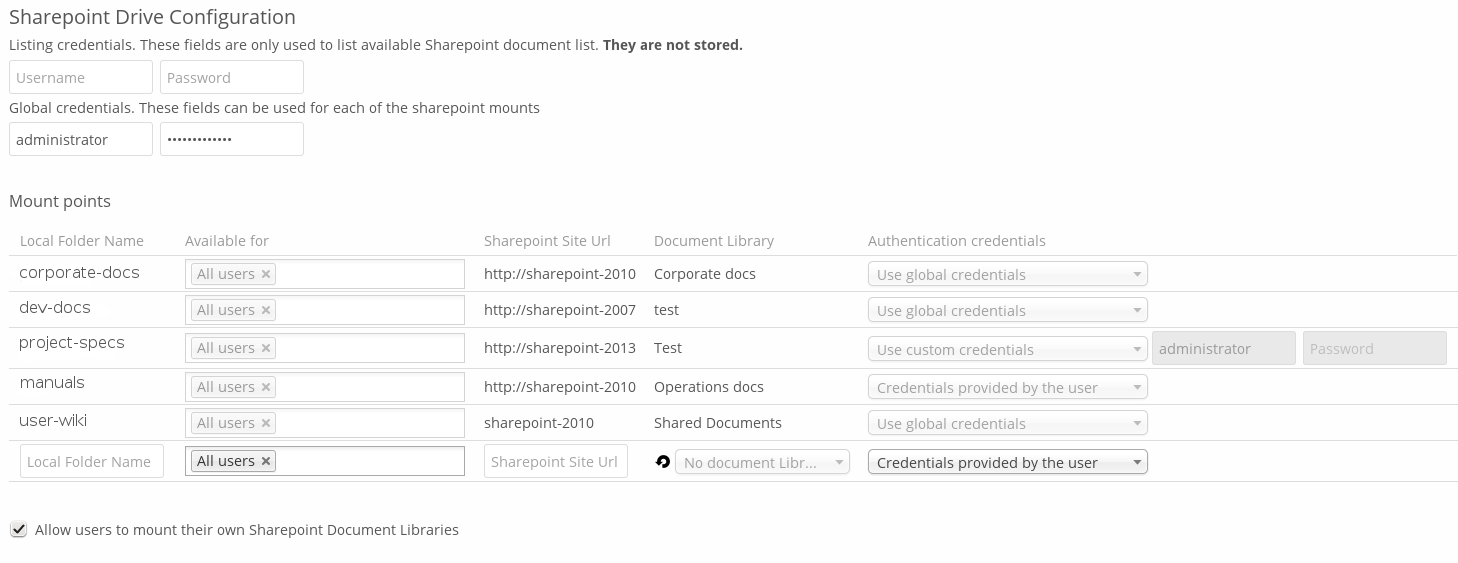 Sharepoint Drive Configuration
Listing credentials. These fields are only used to list available Sharepoint document list. They are not stored.
Username Password
Global credentials. These fields can be used for each of the sharepoint mounts
administrator •••••••••••••
Mount points
Local Folder Name Available for Sharepoint Site Url Document Library Authentication credentials
corporate-docs All users × http://sharepoint-2010 Corporate docs Use global credentials
dev-docs All users × http://sharepoint-2007 test Use global credentials
project-specs All users × http://sharepoint-2013 Test Use custom credentials administrator Password
manuals All users × http://sharepoint-2010 Operations docs Credentials provided by the user
user-wiki All users × sharepoint-2010 Shared Documents Use global credentials
Local Folder Name All users × Sharepoint Site Url No document Libr... Credentials provided by the user
Allow users to mount their own Sharepoint Document Libraries